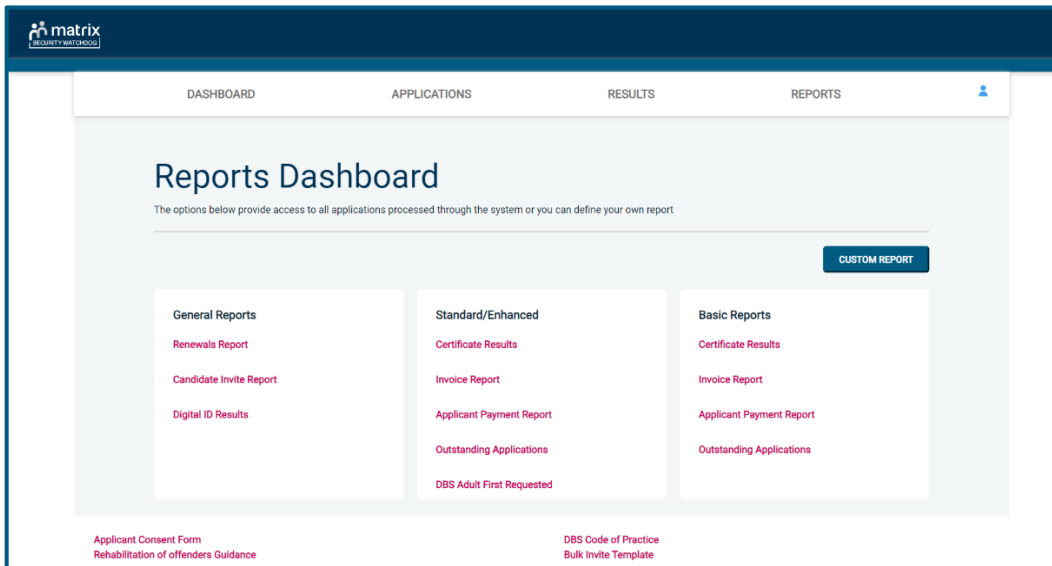 matrix
SECURITY WATCHDOG
DASHBOARD APPLICATIONS RESULTS REPORTS
Reports Dashboard
The options below provide access to all applications processed through the system or you can define your own report
CUSTOM REPORT
General Reports
Renewals Report
Candidate Invite Report
Digital ID Results
Standard/Enhanced
Certificate Results
Invoice Report
Applicant Payment Report
Outstanding Applications
DBS Adult First Requested
Basic Reports
Certificate Results
Invoice Report
Applicant Payment Report
Outstanding Applications
Applicant Consent Form
Rehabilitation of offenders Guidance
DBS Code of Practice
Bulk Invite Template